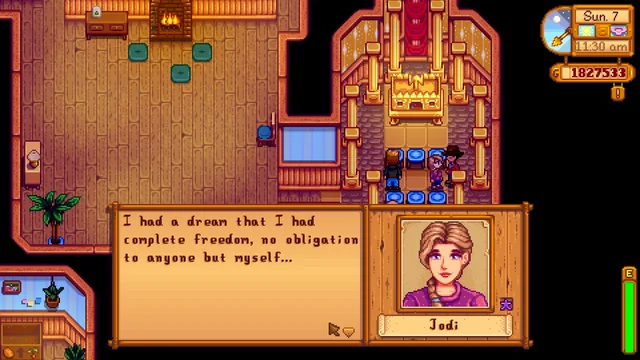 Sun. 7
11:30 am
G 1827533
I had a dream that I had
complete freedom, no obligation
to anyone but myself...
Jodi
E